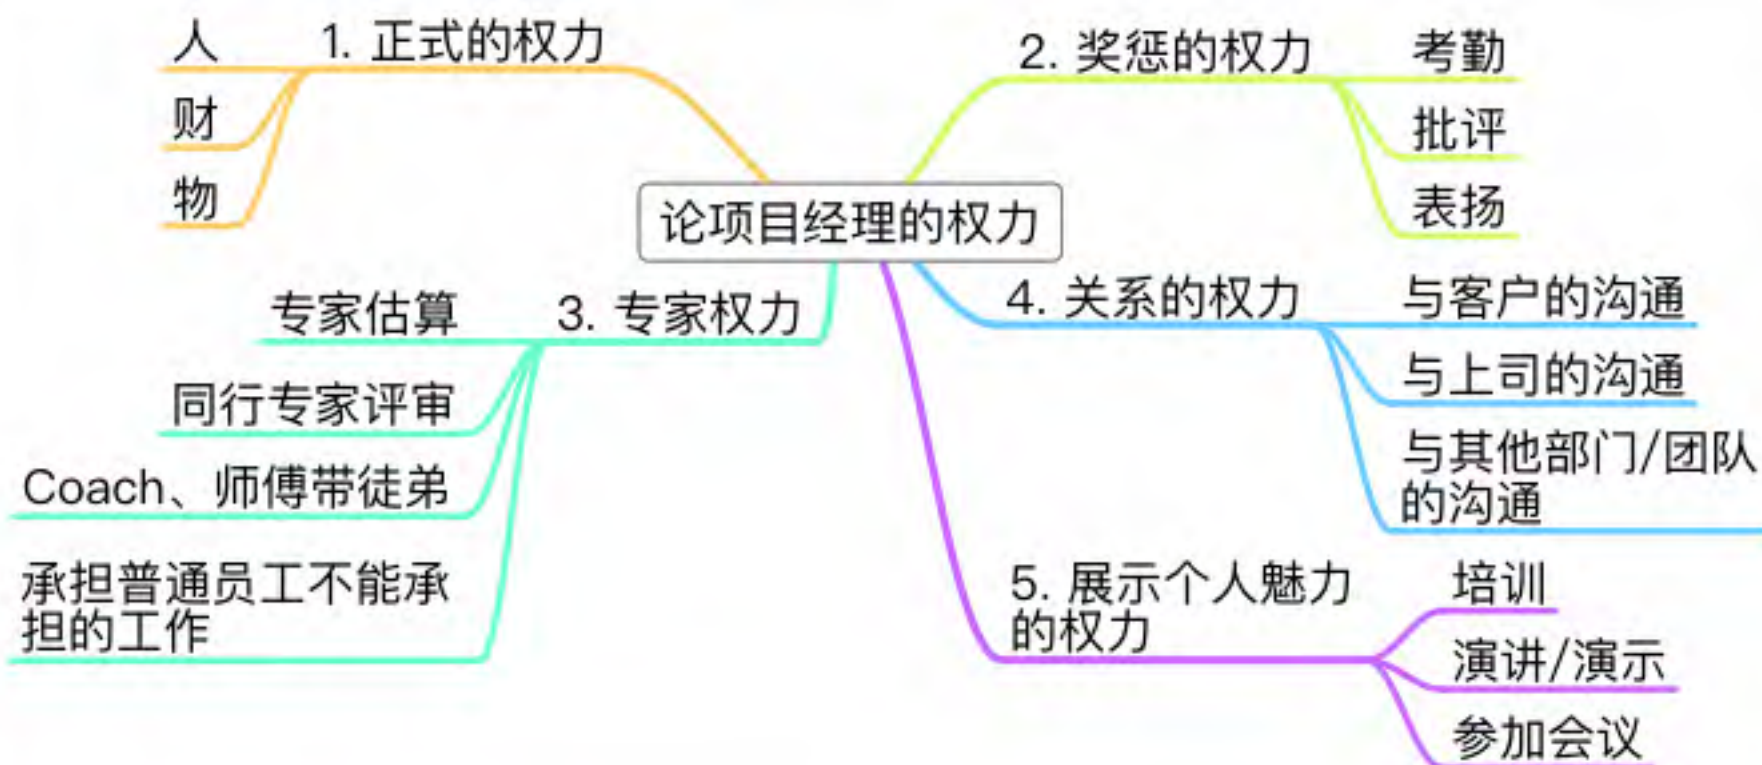 论项目经理的权力
1. 正式的权力
人
财
物
2. 奖惩的权力
考勤
批评
表扬
3. 专家权力
专家估算
同行专家评审
Coach、师傅带徒弟
承担普通员工不能承
担的工作
4. 关系的权力
与客户的沟通
与上司的沟通
与其他部门/团队
的沟通
5. 展示个人魅力
的权力
培训
演讲/演示
参加会议